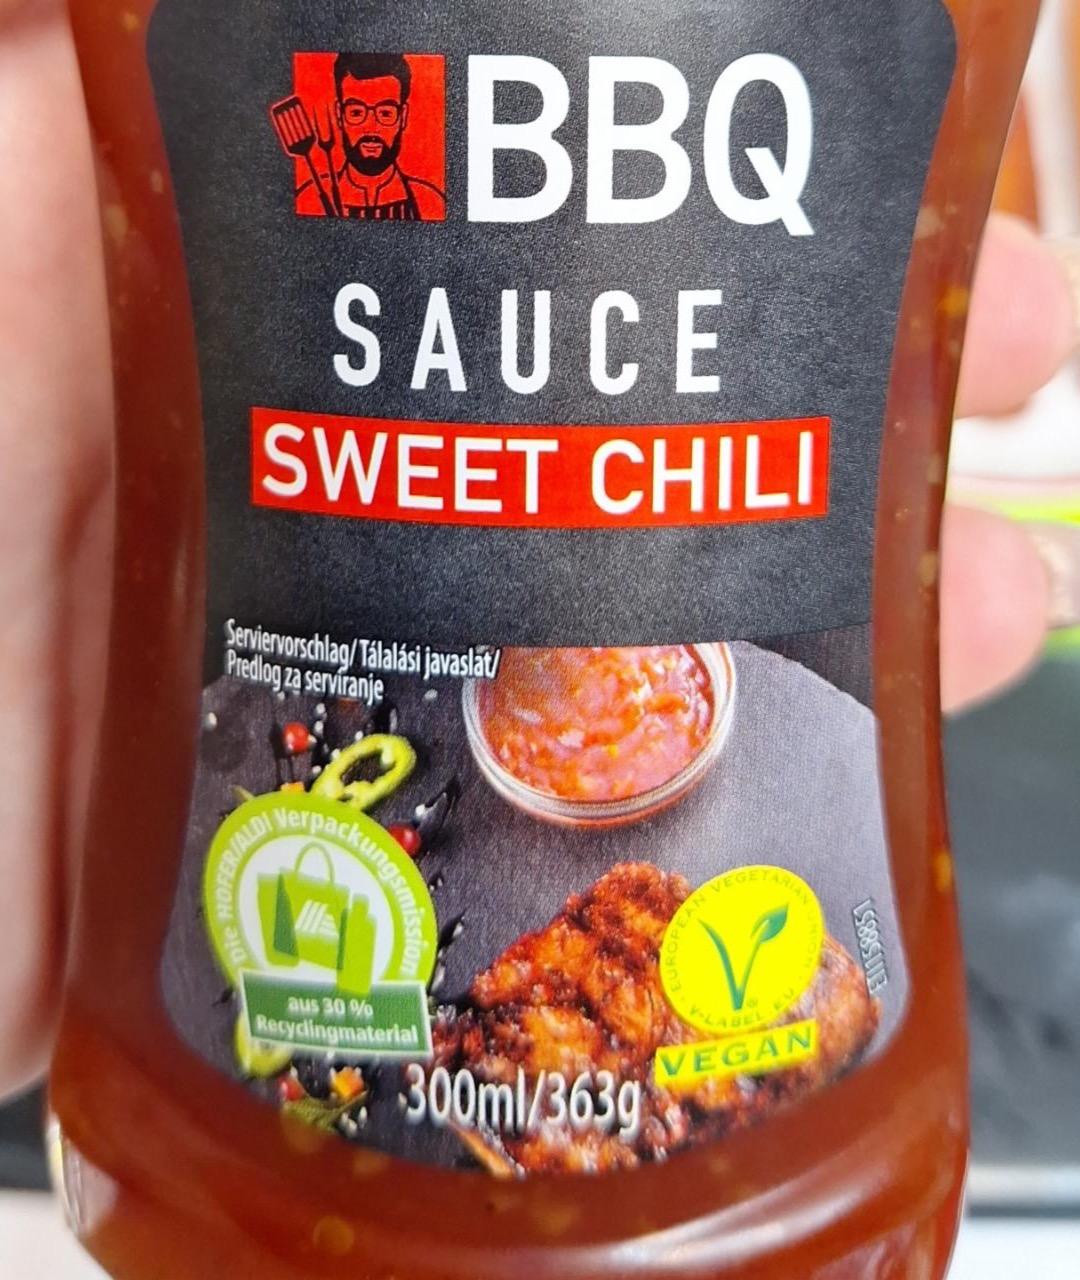 BBQ
SAUCE
SWEET CHILI
Serviervorschlag/Tálalási javaslat/
Predlog za serviranje
Die HOFER/ALDI Verpackungsmission
aus 30 %
Recyclingmaterial
EUROPEAN VEGETARIAN UNION
V-LABEL.EU
VEGAN
300ml/363g